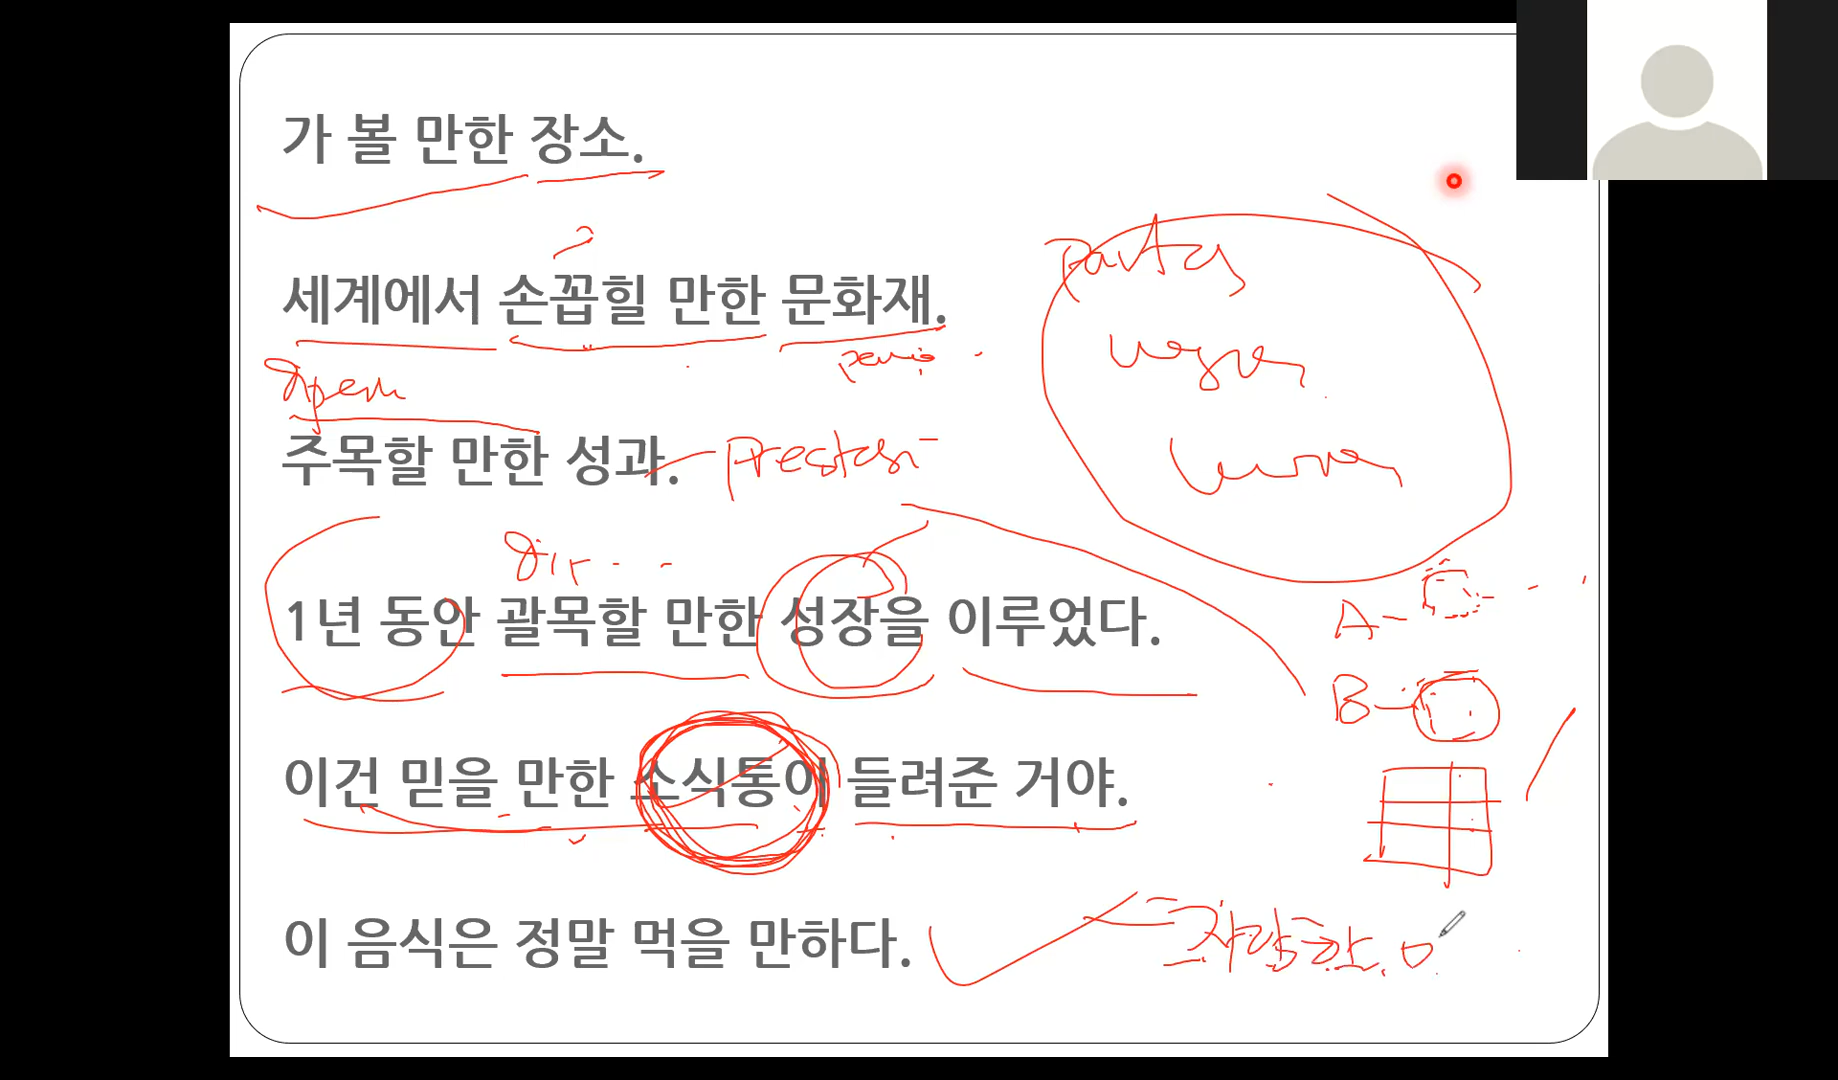 가 볼 만한 장소.
세계에서 손꼽힐 만한 문화재.
주목할 만한 성과. Prestasi
1년 동안 괄목할 만한 성장을 이루었다.
A
B
이건 믿을 만한 소식통이 들려준 거야.
이 음식은 정말 먹을 만하다.